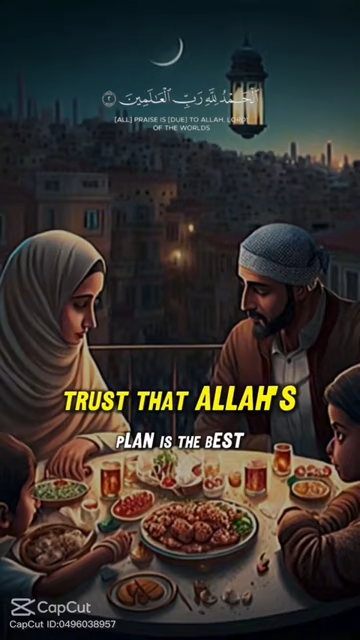 ٱلْحَمْدُ لِلَّهِ رَبِّ ٱلْعَـٰلَمِينَ ٢
[ALL] PRAISE IS [DUE] TO ALLAH, LORD
OF THE WORLDS
TRUST THAT ALLAH'S
PLAN IS THE BEST
CapCut
CapCut ID:0496038957